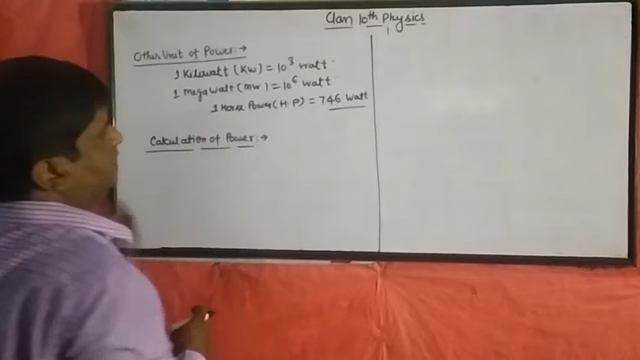 Class 10th Physics
Other Unit of Power:→
1 Kilowatt (KW) = 10³ watt
1 Megawatt (MW) = 10⁶ watt
1 Horse Power (H.P) = 746 Watt
Calculation of Power:→